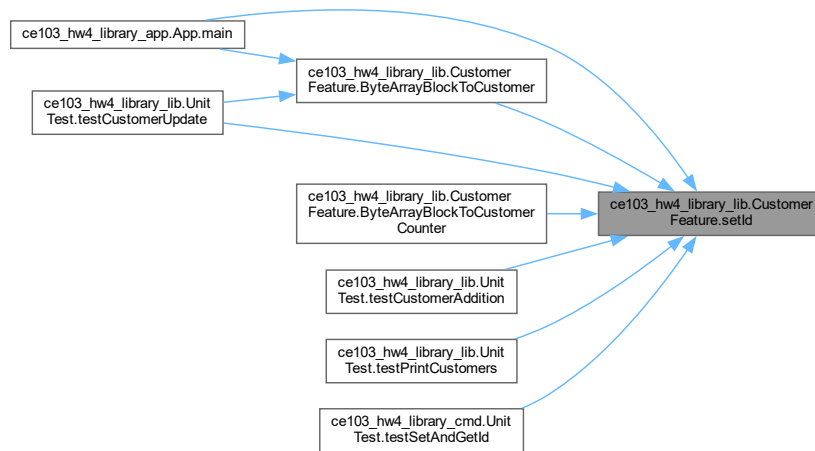 ce103_hw4_library_app.App.main
ce103_hw4_library_lib.Customer
Feature.ByteArrayBlockToCustomer
ce103_hw4_library_lib.Unit
Test.testCustomerUpdate
ce103_hw4_library_lib.Customer
Feature.ByteArrayBlockToCustomer
Counter
ce103_hw4_library_lib.Customer
Feature.setId
ce103_hw4_library_lib.Unit
Test.testCustomerAddition
ce103_hw4_library_lib.Unit
Test.testPrintCustomers
ce103_hw4_library_cmd.Unit
Test.testSetAndGetId